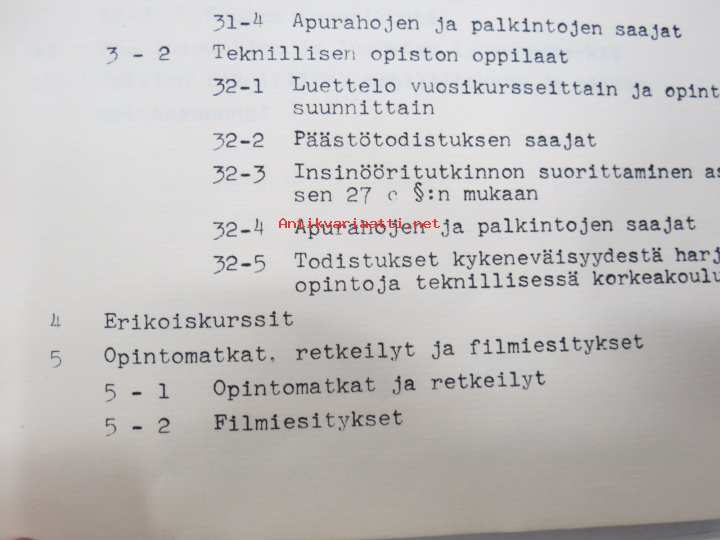 31-4 Apurahojen ja palkintojen saajat
3 - 2 Teknillisen opiston oppilaat
32-1 Luettelo vuosikursseittain ja opint
suunnittain
32-2 Päästötodistuksen saajat
32-3 Insinööritutkinnon suorittaminen as
sen 27 c §:n mukaan
Antikvariaatti.net
32-4 Apurahojen ja palkintojen saajat
32-5 Todistukset kykeneväisyydestä harj
opintoja teknillisessä korkeakoulu
4 Erikoiskurssit
5 Opintomatkat, retkeilyt ja filmiesitykset
5 - 1 Opintomatkat ja retkeilyt
5 - 2 Filmiesitykset